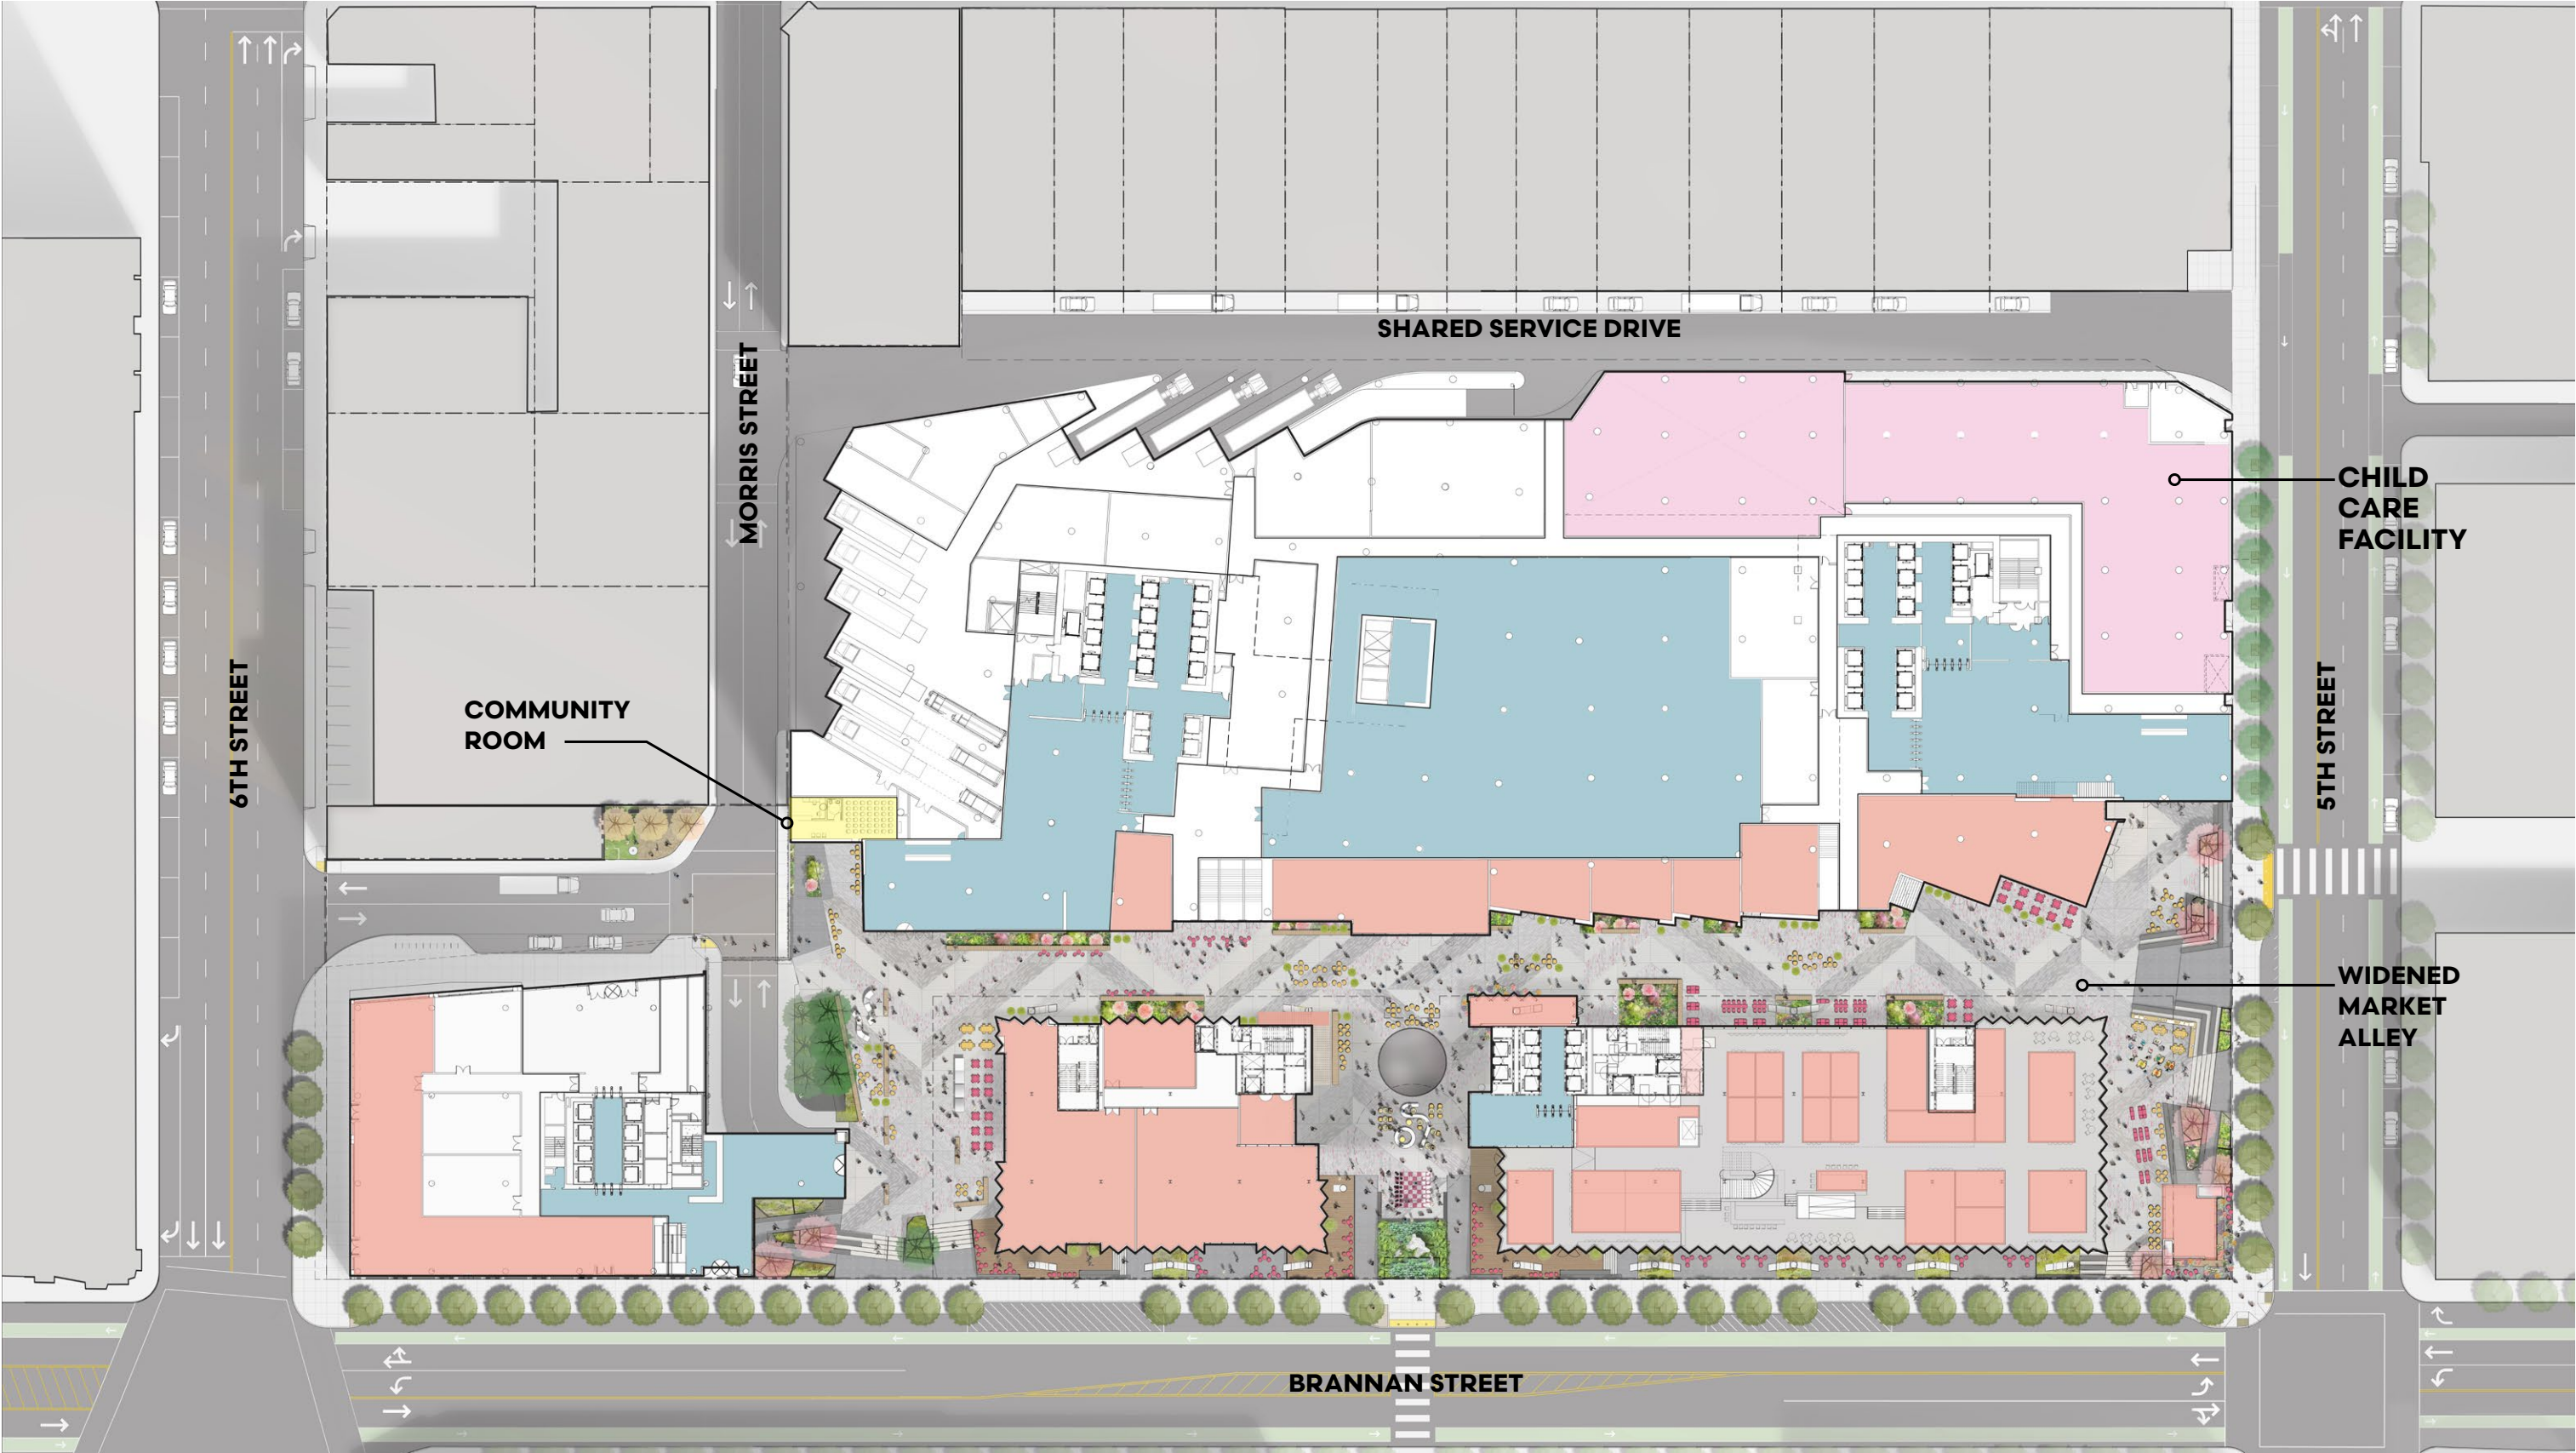 SHARED SERVICE DRIVE
MORRIS STREET
CHILD
CARE
FACILITY
COMMUNITY
ROOM
6TH STREET
5TH STREET
WIDENED
MARKET
ALLEY
BRANNAN STREET